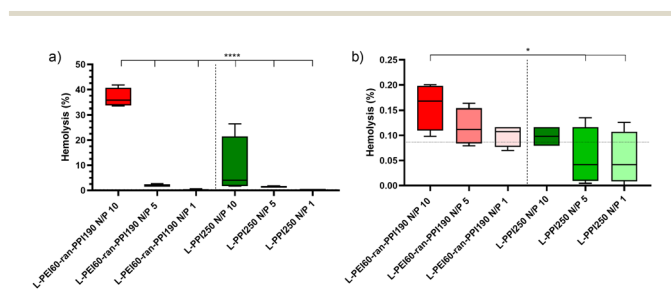 a)
****
Hemolysis (%)
50
40
30
20
10
0
L-PEI60-ran-PPI190 N/P 10
L-PEI60-ran-PPI190 N/P 5
L-PEI60-ran-PPI190 N/P 1
L-PPI250 N/P 10
L-PPI250 N/P 5
L-PPI250 N/P 1
b)
*
Hemolysis (%)
0.25
0.20
0.15
0.10
0.05
0.00
L-PEI60-ran-PPI190 N/P 10
L-PEI60-ran-PPI190 N/P 5
L-PEI60-ran-PPI190 N/P 1
L-PPI250 N/P 10
L-PPI250 N/P 5
L-PPI250 N/P 1